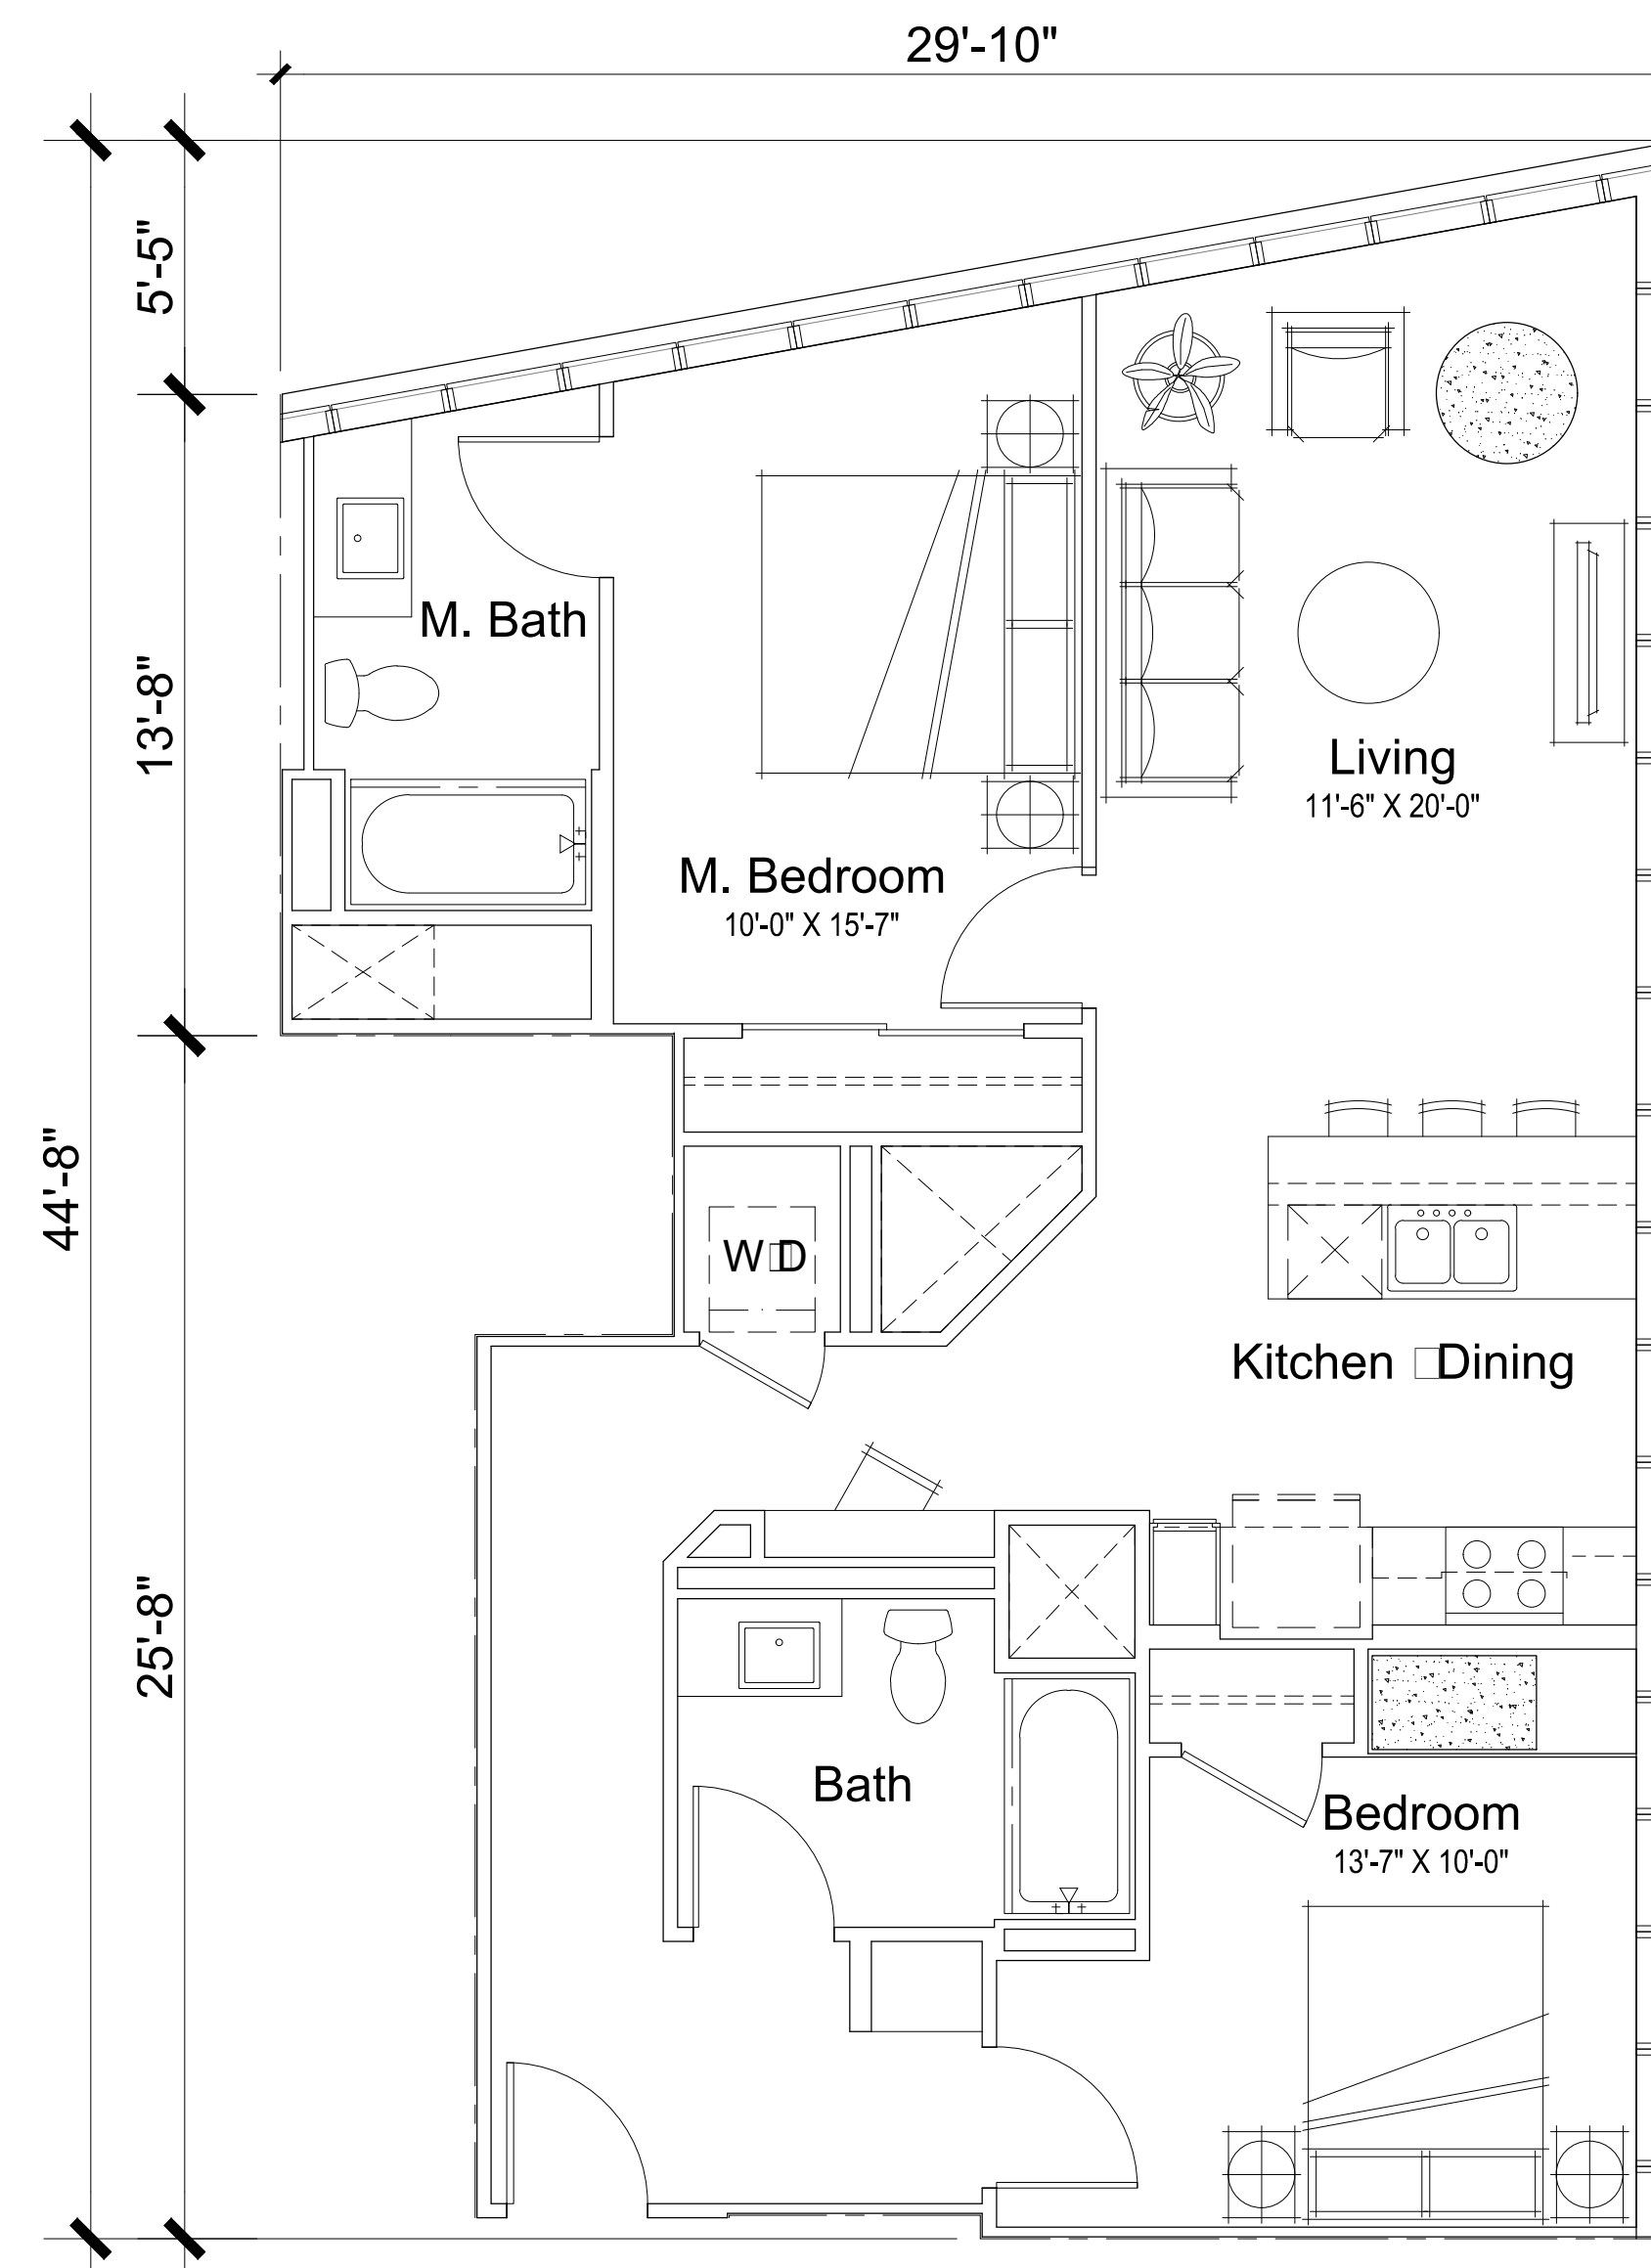 29'-10"
5'-5"
M. Bath
13'-8"
Living
11'-6" X 20'-0"
M. Bedroom
10'-0" X 15'-7"
44'-8"
W□D
Kitchen □Dining
25'-8"
Bath
Bedroom
13'-7" X 10'-0"